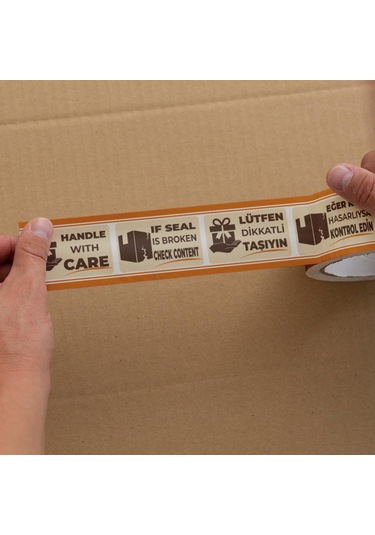 HANDLE
WITH
CARE
IF SEAL
IS BROKEN
CHECK CONTENT
LÜTFEN
DİKKATLİ
TAŞIYIN
EĞER
HASARLIYSA
KONTROL EDİN